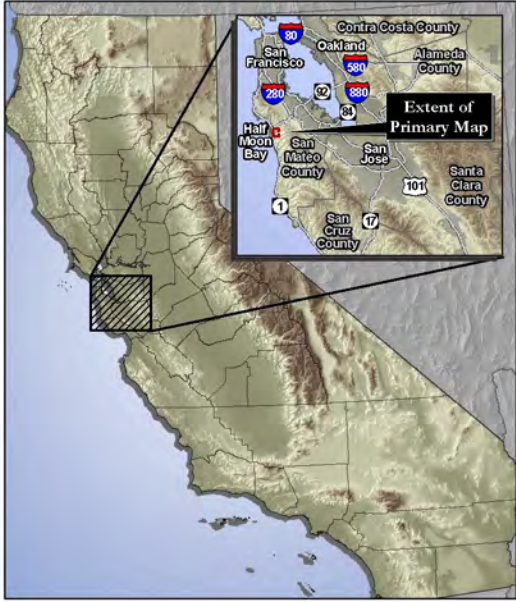 Contra Costa County
80
San
Francisco
Oakland
580
Alameda
County
280
92
880
84
Extent of
Primary Map
Half
Moon
Bay
San
Mateo
County
San
Jose
Santa
Clara
County
101
1
17
San
Cruz
County